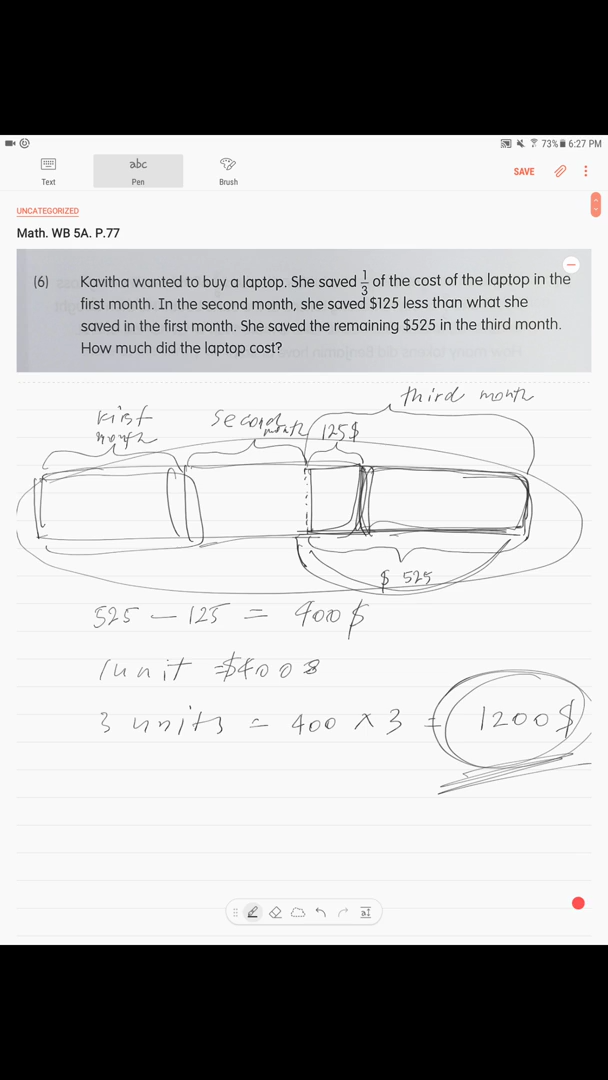 73% 6:27 PM
Text
abc
Pen
Brush
SAVE
UNCATEGORIZED
Math. WB 5A. P.77
(6) Kavitha wanted to buy a laptop. She saved 1/3 of the cost of the laptop in the
first month. In the second month, she saved $125 less than what she
saved in the first month. She saved the remaining $525 in the third month.
How much did the laptop cost?
third month
first month
second month
125$
$ 525
525 - 125 = 400$
1 unit = $400
3 units = 400 × 3 = 1200$